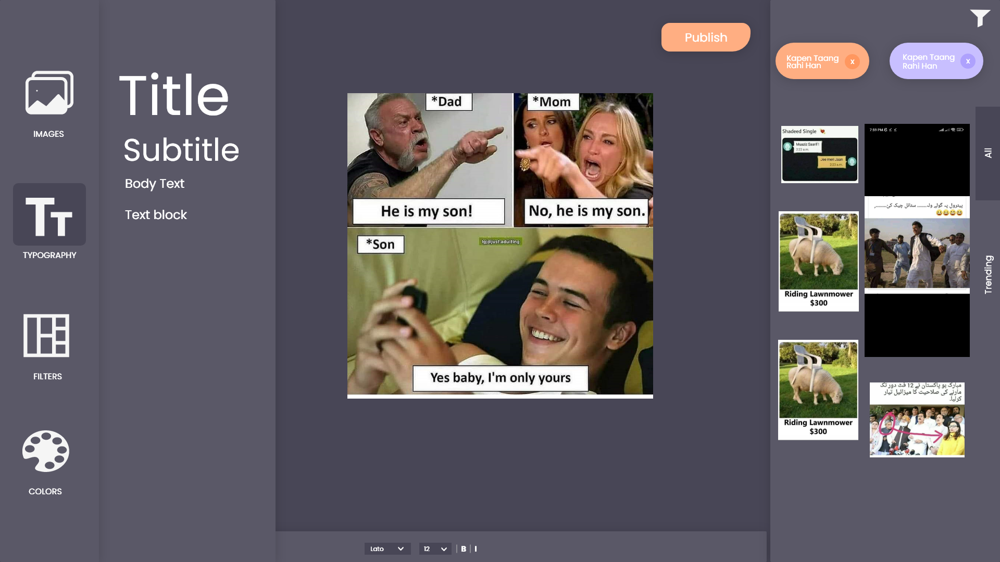 IMAGES
TYPOGRAPHY
FILTERS
COLORS
Title
Subtitle
Body Text
Text block
Publish
*Dad
*Mom
He is my son!
No, he is my son.
*Son
ig|@just.adulting
Yes baby, I'm only yours
Lato
12
B
I
Kapen Taang
Rahi Han
x
Kapen Taang
Rahi Han
x
Shadeed Single 💘
Muaziz Saarif !
2:22 a.m.
Jee meri Jaan
2:23 a.m.
Riding Lawnmower
$300
Riding Lawnmower
$300
7:59 PM
پیٹرول پہ گولے ولہ....... سٹائل چیک کئ........,
😀😀😄😂
مبارک ہو پاکستان نے 12 فٹ دور تک
مارنے کی صلاحیت کا میزائیل تیار
کرلیا۔
All
Trending